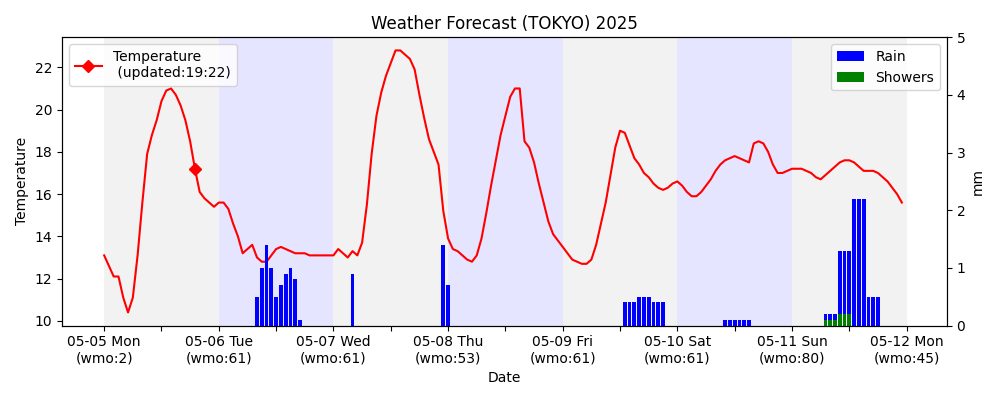 Weather Forecast (TOKYO) 2025
Temperature
(updated:19:22)
Rain
Showers
22
20
18
16
14
12
10
Temperature
5
4
3
2
1
0
mm
05-05 Mon
(wmo:2)
05-06 Tue
(wmo:61)
05-07 Wed
(wmo:61)
05-08 Thu
(wmo:53)
05-09 Fri
(wmo:61)
05-10 Sat
(wmo:61)
05-11 Sun
(wmo:80)
05-12 Mon
(wmo:45)
Date